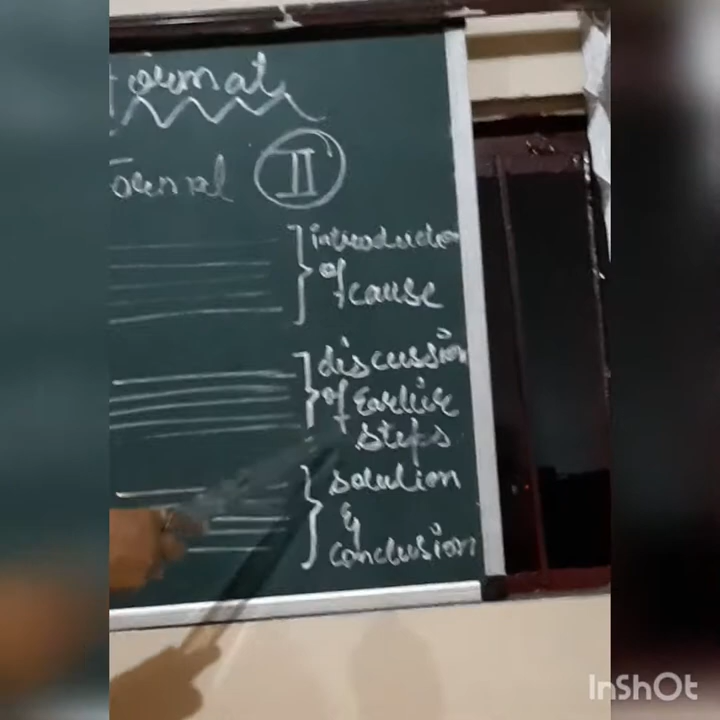 Format
Formal II
introduction
of
cause
discussion
of Earlier
steps
solution
&
conclusion
InShOt